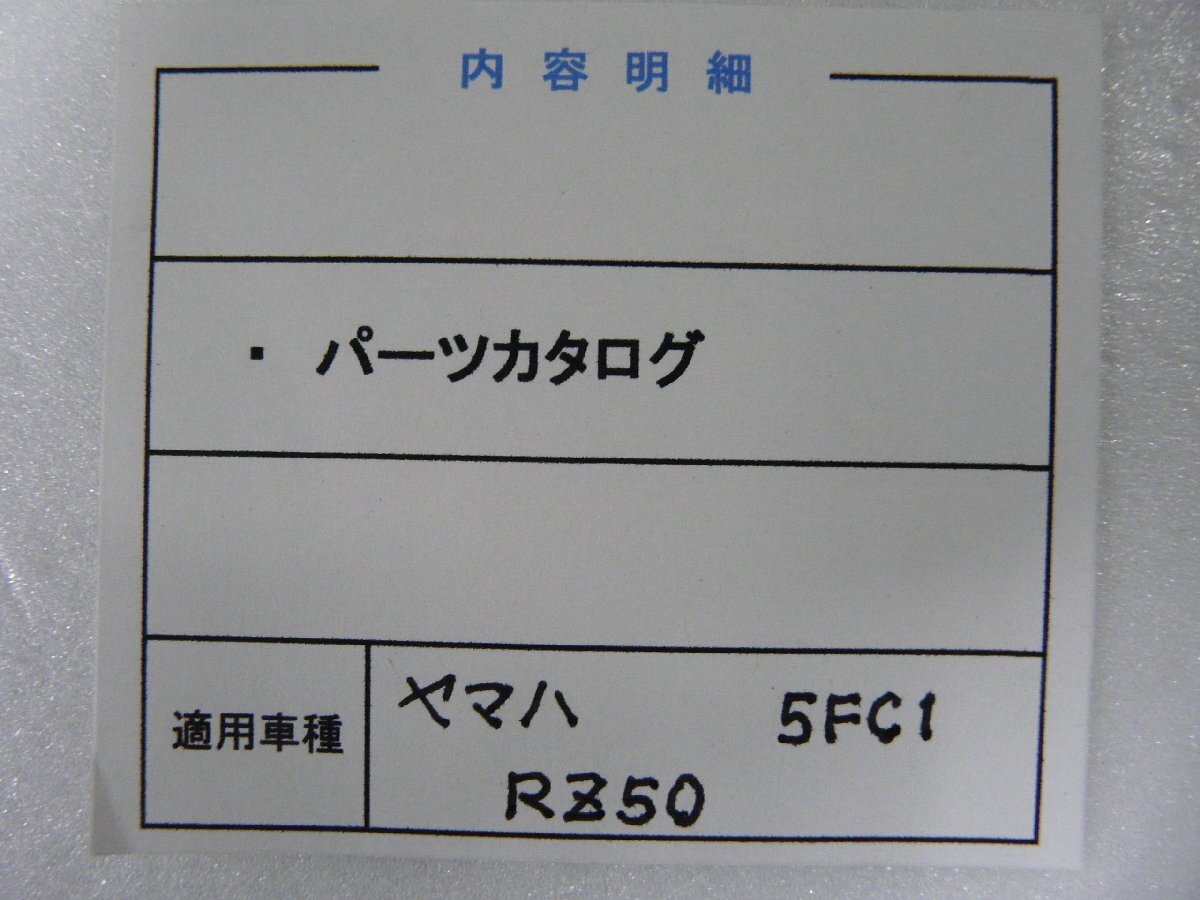 内容明細
・ パーツカタログ
適用車種
ヤマハ 5FC1
RZ50